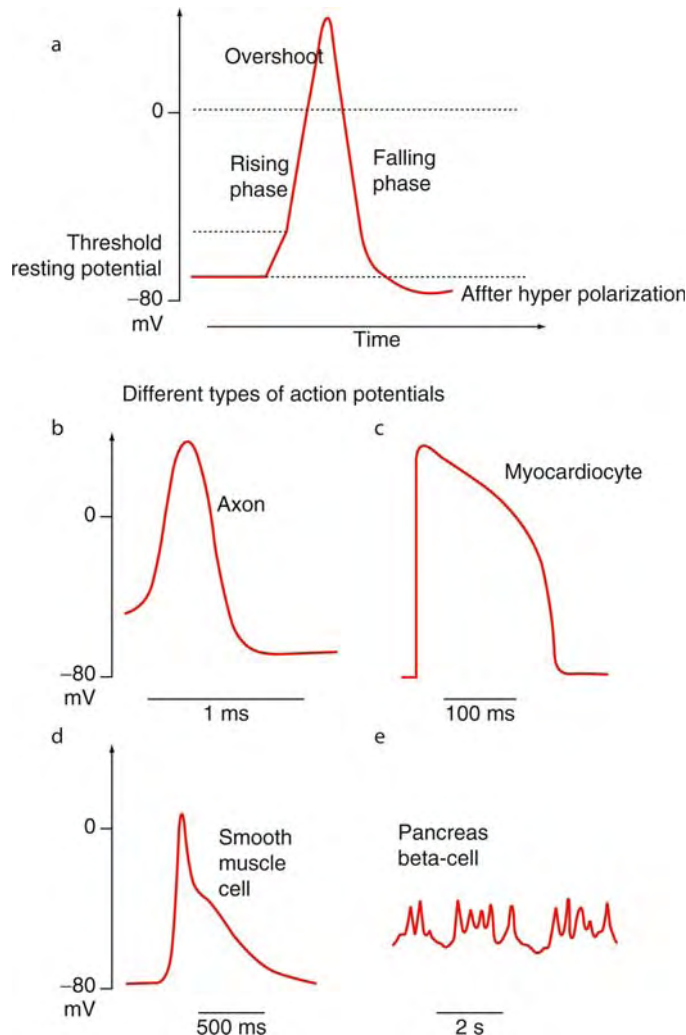 a
Overshoot
0
Rising
phase
Falling
phase
Threshold
resting potential
−80
mV
Affter hyper polarization
Time
Different types of action potentials
b
0
Axon
−80
mV
1 ms
c
Myocardiocyte
100 ms
d
0
Smooth
muscle
cell
−80
mV
500 ms
e
Pancreas
beta-cell
2 s